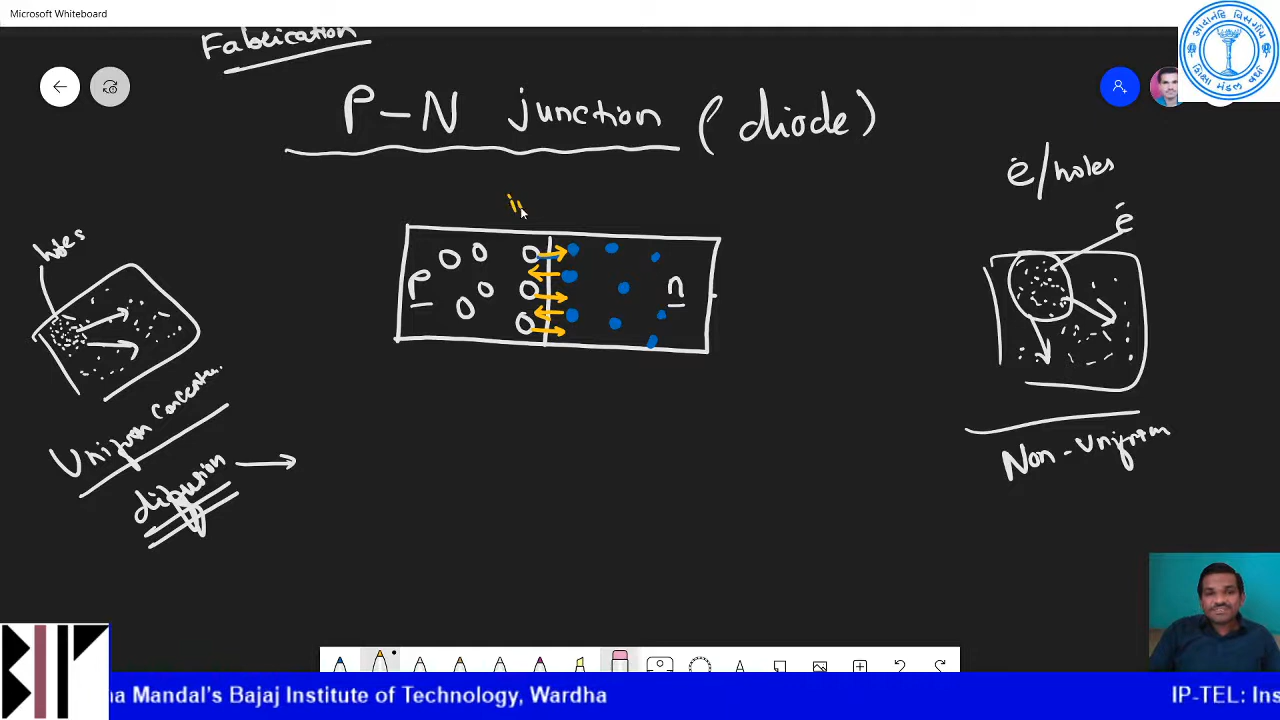 Microsoft Whiteboard
Fabrication
P-N junction (diode)
e/holes
e
holes
P
n
Uniform
diffusion
Non-Uniform
na Mandal's Bajaj Institute of Technology, Wardha
IP-TEL: Ins